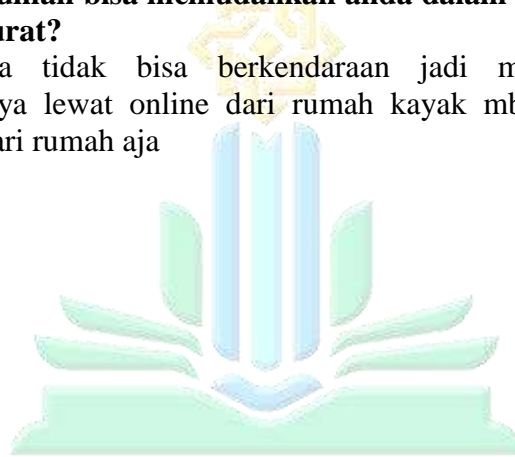 bisa memudahkan anda dalam
urat?
a tidak bisa berkendaraan jadi m
ya lewat online dari rumah kayak mb
ari rumah aja